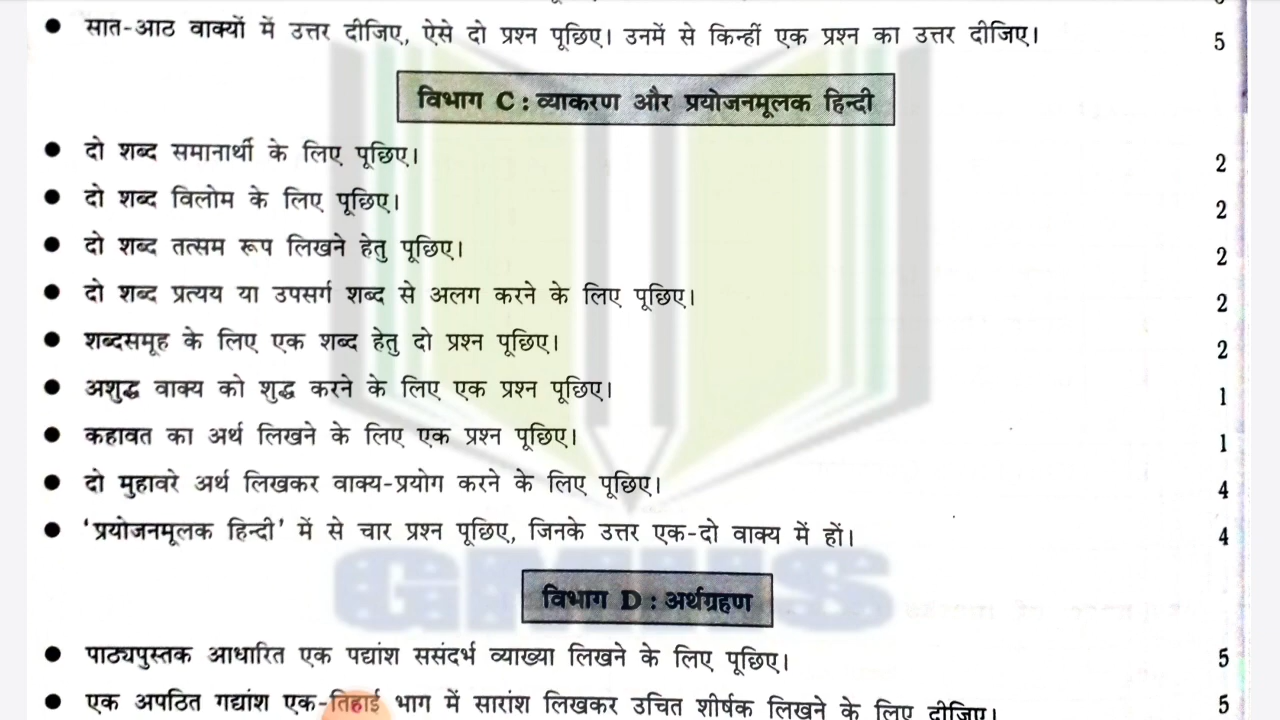 ● सात-आठ वाक्यों में उत्तर दीजिए, ऐसे दो प्रश्न पूछिए। उनमें से किन्हीं एक प्रश्न का उत्तर दीजिए। 5
विभाग C : व्याकरण और प्रयोजनमूलक हिन्दी
● दो शब्द समानार्थी के लिए पूछिए। 2
● दो शब्द विलोम के लिए पूछिए। 2
● दो शब्द तत्सम रूप लिखने हेतु पूछिए। 2
● दो शब्द प्रत्यय या उपसर्ग शब्द से अलग करने के लिए पूछिए। 2
● शब्दसमूह के लिए एक शब्द हेतु दो प्रश्न पूछिए। 2
● अशुद्ध वाक्य को शुद्ध करने के लिए एक प्रश्न पूछिए। 1
● कहावत का अर्थ लिखने के लिए एक प्रश्न पूछिए। 1
● दो मुहावरे अर्थ लिखकर वाक्य-प्रयोग करने के लिए पूछिए। 4
● ‘प्रयोजनमूलक हिन्दी’ में से चार प्रश्न पूछिए, जिनके उत्तर एक-दो वाक्य में हों। 4
विभाग D : अर्थग्रहण
● पाठ्यपुस्तक आधारित एक पद्यांश ससंदर्भ व्याख्या लिखने के लिए पूछिए। 5
● एक अपठित गद्यांश एक-तिहाई भाग में सारांश लिखकर उचित शीर्षक लिखने के लिए दीजिए। 5